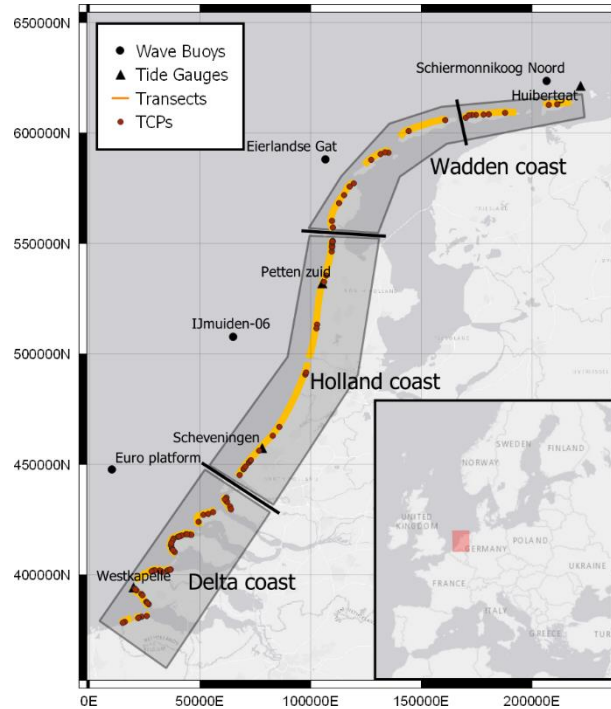 650000N
600000N
550000N
500000N
450000N
400000N
0E
50000E
100000E
150000E
200000E
Wave Buoys
Tide Gauges
Transects
TCPs
Schiermonnikoog Noord
Huibertgat
Eierlandse Gat
Wadden coast
Petten zuid
IJmuiden-06
Holland coast
Scheveningen
Euro platform
Westkapelle
Delta coast
NORWAY
SWEDEN
FINLAND
UNITED
KINGDOM
POLAND
GERMANY
UKRAINE
FRANCE
ITALY
GREECE
TUR